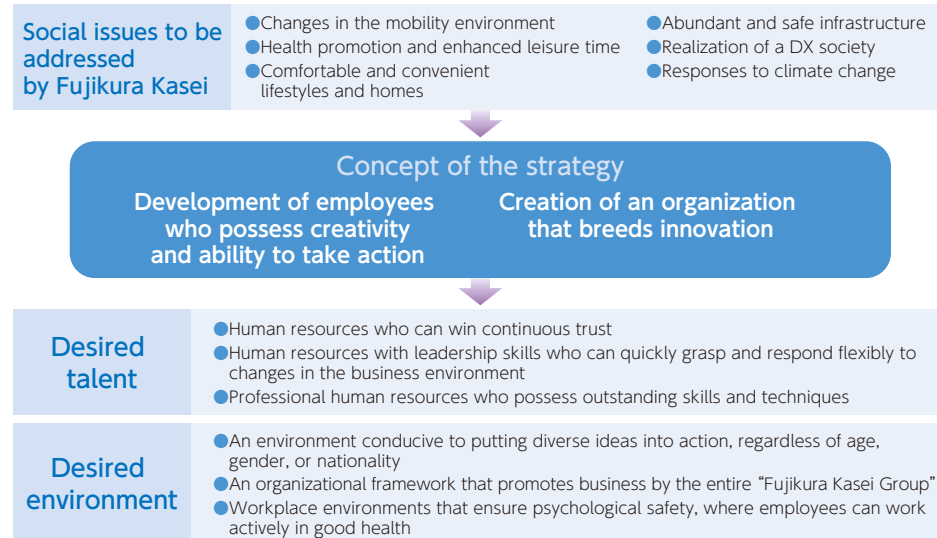 Social issues to be
addressed
by Fujikura Kasei
●Changes in the mobility environment
●Health promotion and enhanced leisure time
●Comfortable and convenient
lifestyles and homes
●Abundant and safe infrastructure
●Realization of a DX society
●Responses to climate change
Concept of the strategy
Development of employees
who possess creativity
and ability to take action
Creation of an organization
that breeds innovation
Desired
talent
●Human resources who can win continuous trust
●Human resources with leadership skills who can quickly grasp and respond flexibly to
changes in the business environment
●Professional human resources who possess outstanding skills and techniques
Desired
environment
●An environment conducive to putting diverse ideas into action, regardless of age,
gender, or nationality
●An organizational framework that promotes business by the entire “Fujikura Kasei Group”
●Workplace environments that ensure psychological safety, where employees can work
actively in good health